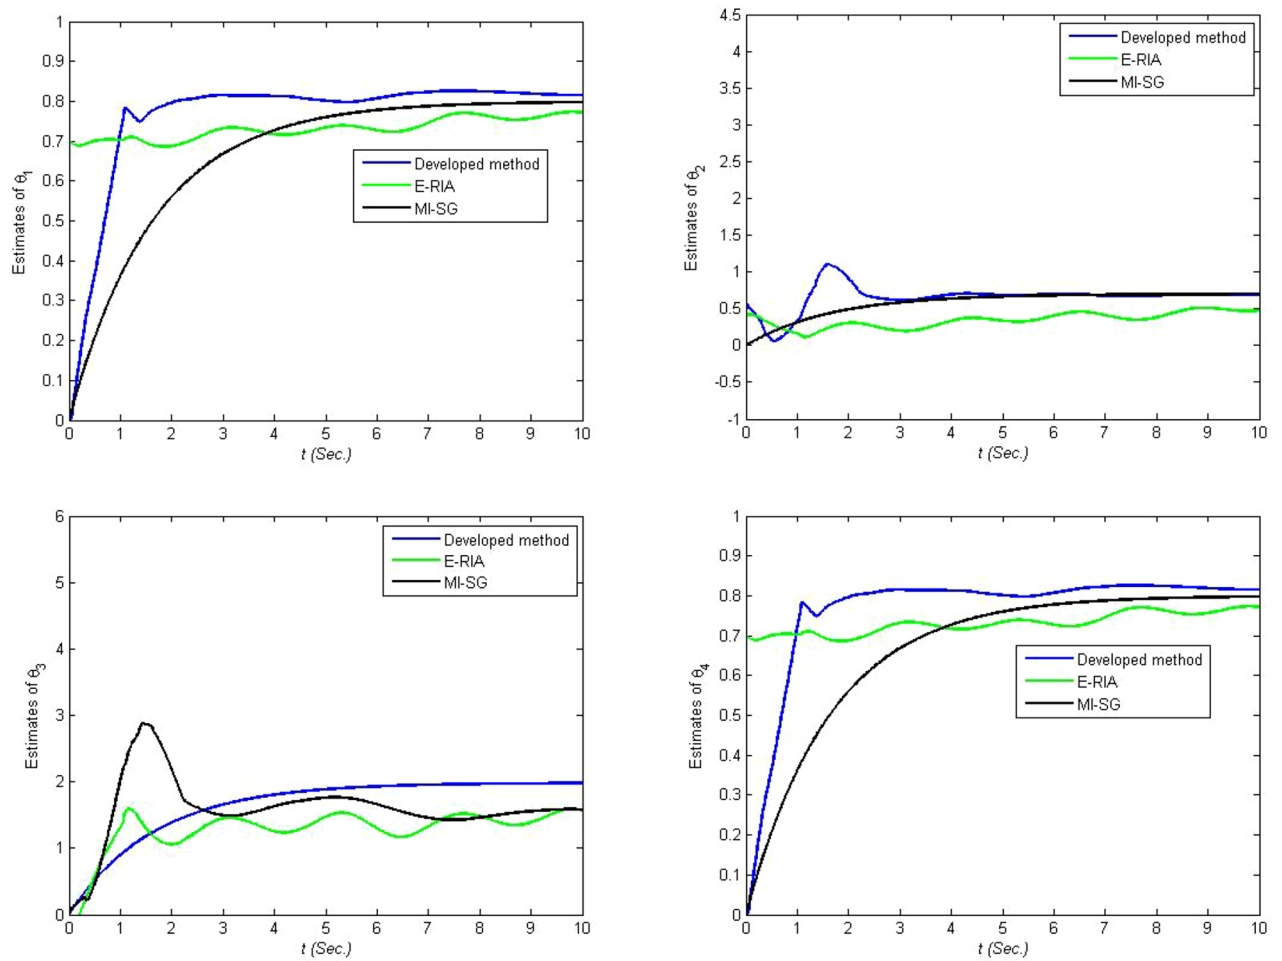 1
0.9
0.8
0.7
0.6
0.5
0.4
0.3
0.2
0.1
0
Estimates of θ1
Developed method
E-RIA
MI-SG
0 1 2 3 4 5 6 7 8 9 10
t (Sec.)
4.5
4
3.5
3
2.5
2
1.5
1
0.5
0
-0.5
-1
Estimates of θ2
Developed method
E-RIA
MI-SG
0 1 2 3 4 5 6 7 8 9 10
t (Sec.)
6
5
4
3
2
1
0
Estimates of θ3
Developed method
E-RIA
MI-SG
0 1 2 3 4 5 6 7 8 9 10
t (Sec.)
1
0.9
0.8
0.7
0.6
0.5
0.4
0.3
0.2
0.1
0
Estimates of θ4
Developed method
E-RIA
MI-SG
0 1 2 3 4 5 6 7 8 9 10
t (Sec.)